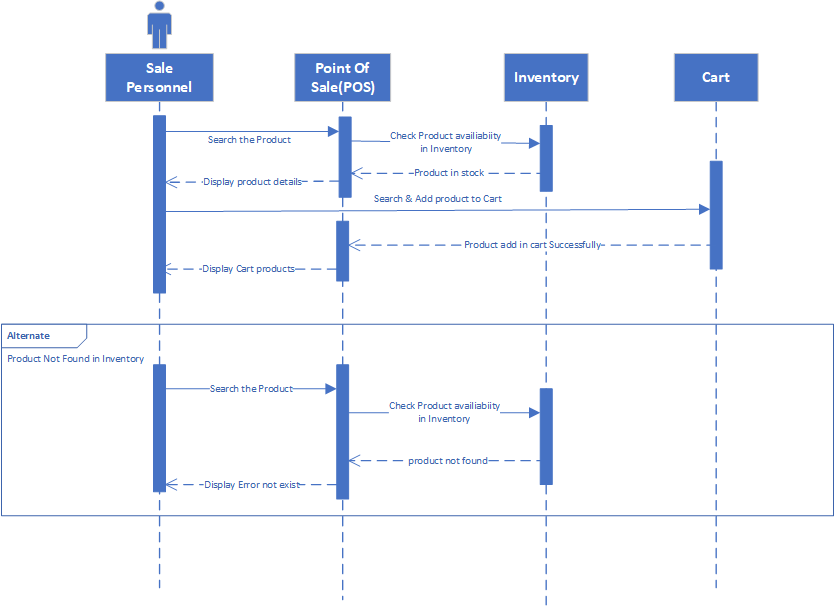 Sale
Personnel
Point Of
Sale(POS)
Inventory
Cart
Search the Product
Check Product availiabiity
in Inventory
Product in stock
Display product details
Search & Add product to Cart
Product add in cart Successfully
Display Cart products
Alternate
Product Not Found in Inventory
Search the Product
Check Product availiabiity
in Inventory
product not found
Display Error not exist